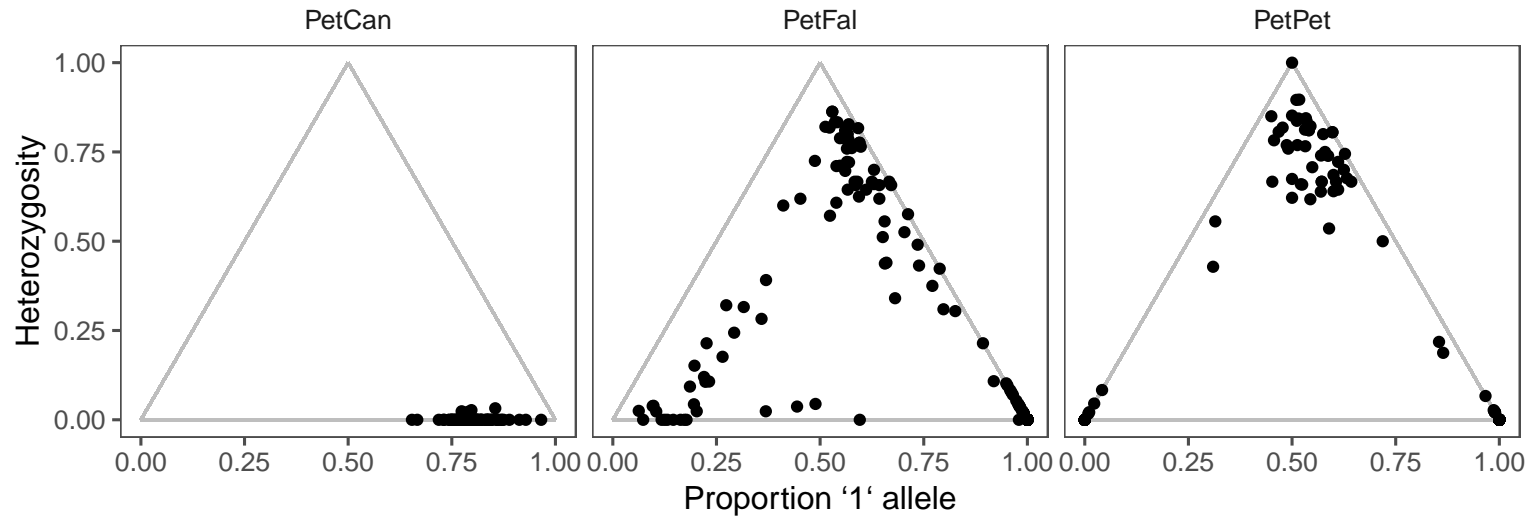 PetCan PetFal PetPet
Heterozygosity
1.00
0.75
0.50
0.25
0.00
0.00 0.25 0.50 0.75 1.00 0.00 0.25 0.50 0.75 1.00 0.00 0.25 0.50 0.75 1.00
Proportion ‘1‘ allele